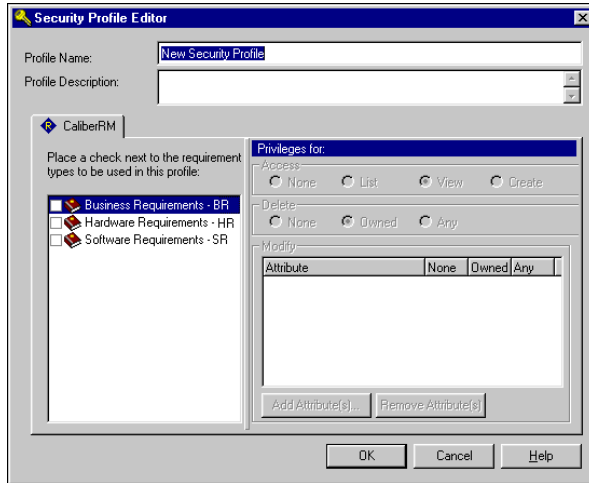 Security Profile Editor
Profile Name:
New Security Profile
Profile Description:
CaliberRM
Place a check next to the requirement
types to be used in this profile:
Business Requirements - BR
Hardware Requirements - HR
Software Requirements - SR
Privileges for:
Access
None List View Create
Delete
None Owned Any
Modify
Attribute None Owned Any
Add Attribute(s)... Remove Attribute(s)
OK Cancel Help